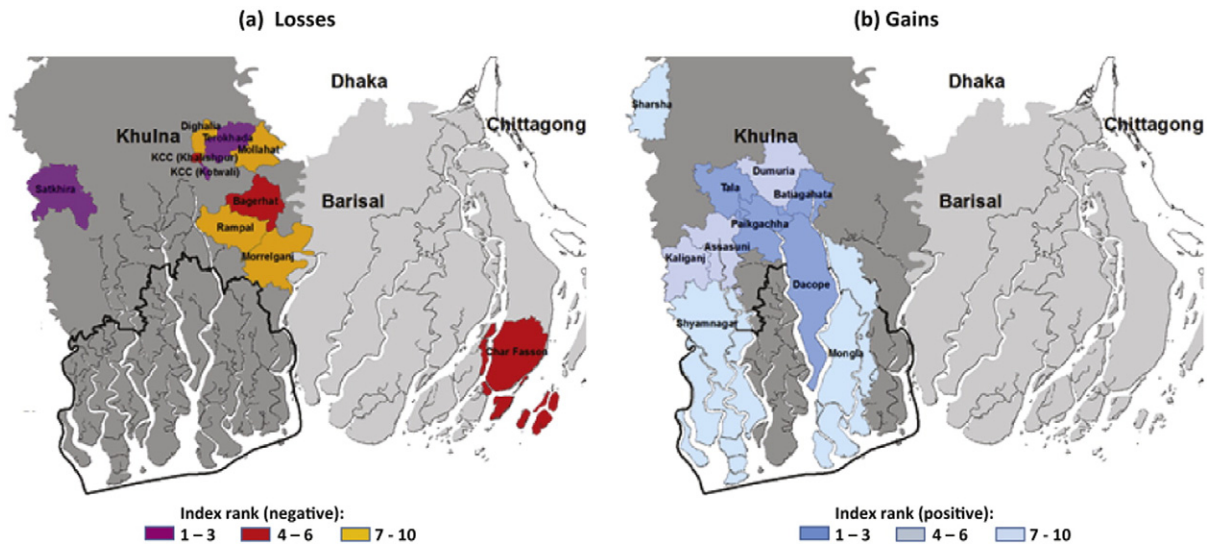 (a) Losses
Dhaka
Chittagong
Khulna
Dighalia
Terokhada
Mollahat
KCC (Khalishpur)
KCC (Kotwali)
Satkhira
Bagerhat
Barisal
Rampal
Morrelganj
Char Fasson
Index rank (negative):
1 – 3 4 – 6 7 - 10
(b) Gains
Dhaka
Sharsha
Chittagong
Khulna
Dumuria
Tala
Batiaghata
Barisal
Paikgachha
Assasuni
Kaliganj
Dacope
Shyamnagar
Mongla
Index rank (positive):
1 – 3 4 – 6 7 - 10